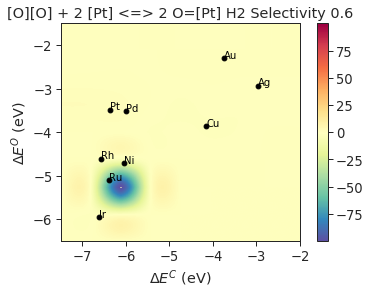 [O][O] + 2 [Pt] <=> 2 O=[Pt] H2 Selectivity 0.6
ΔE^O (eV)
−2
−3
−4
−5
−6
Au
Ag
Pt
Pd
Cu
Rh
Ni
Ru
Ir
−7
−6
−5
−4
−3
−2
ΔE^C (eV)
75
50
25
0
−25
−50
−75